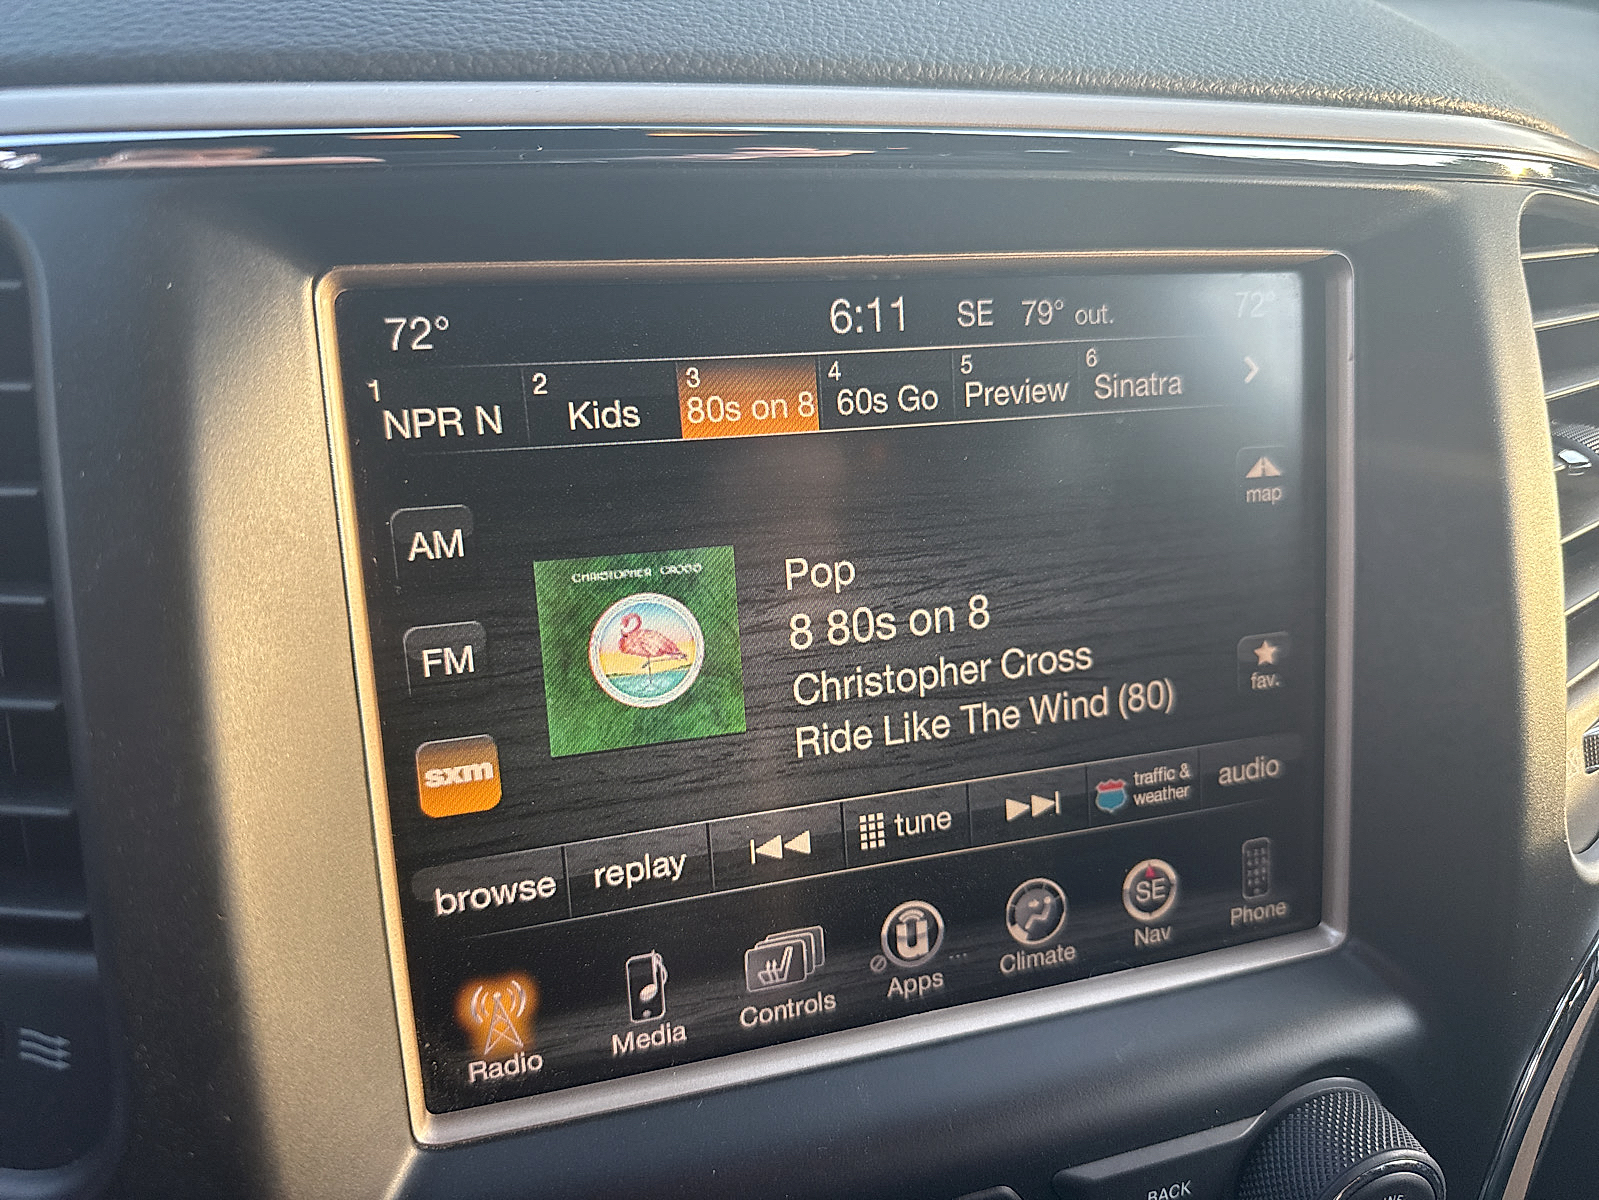 72°
6:11 SE 79° out. 72°
1 NPR N
2 Kids
3 80s on 8
4 60s Go
5 Preview
6 Sinatra
map
AM
FM
sxm
CHRISTOPHER CROSS
Pop
8 80s on 8
Christopher Cross
Ride Like The Wind (80)
fav.
browse
replay
tune
traffic &
weather
audio
Radio
Media
Controls
Apps
Climate
SE
Nav
Phone
BACK